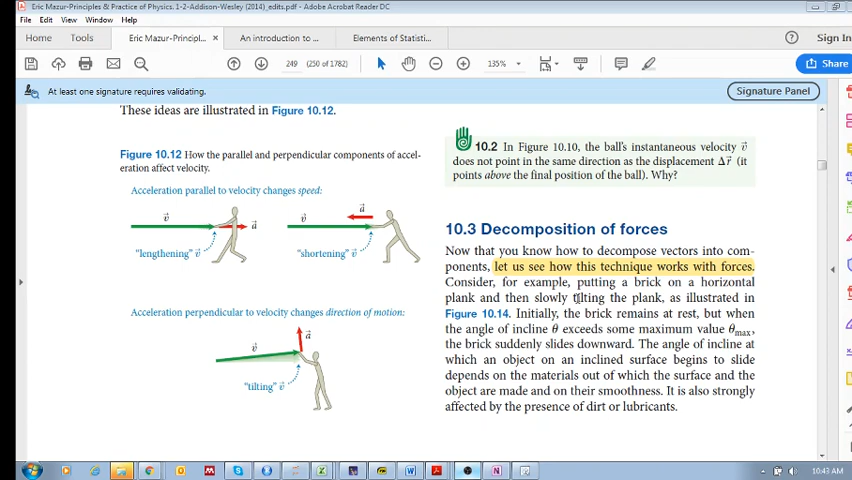 Eric Mazur-Principles & Practice of Physics. 1-2-Addison-Wesley (2014)_edits.pdf - Adobe Acrobat Reader DC
File Edit View Window Help
Home Tools Eric Mazur-Principl... × An introduction to ... Elements of Statisti... Sign In
249 (250 of 1782) 135% Share
At least one signature requires validating. Signature Panel
These ideas are illustrated in Figure 10.12.
Figure 10.12 How the parallel and perpendicular components of accel-
eration affect velocity.
Acceleration parallel to velocity changes speed:
v⃗ a⃗ v⃗ a⃗
“lengthening” v⃗ “shortening” v⃗
Acceleration perpendicular to velocity changes direction of motion:
v⃗ a⃗
“tilting” v⃗
10.2 In Figure 10.10, the ball’s instantaneous velocity v⃗
does not point in the same direction as the displacement Δr⃗ (it
points above the final position of the ball). Why?
10.3 Decomposition of forces
Now that you know how to decompose vectors into com-
ponents, let us see how this technique works with forces.
Consider, for example, putting a brick on a horizontal
plank and then slowly tilting the plank, as illustrated in
Figure 10.14. Initially, the brick remains at rest, but when
the angle of incline θ exceeds some maximum value θmax,
the brick suddenly slides downward. The angle of incline at
which an object on an inclined surface begins to slide
depends on the materials out of which the surface and the
object are made and on their smoothness. It is also strongly
affected by the presence of dirt or lubricants.
10:43 AM